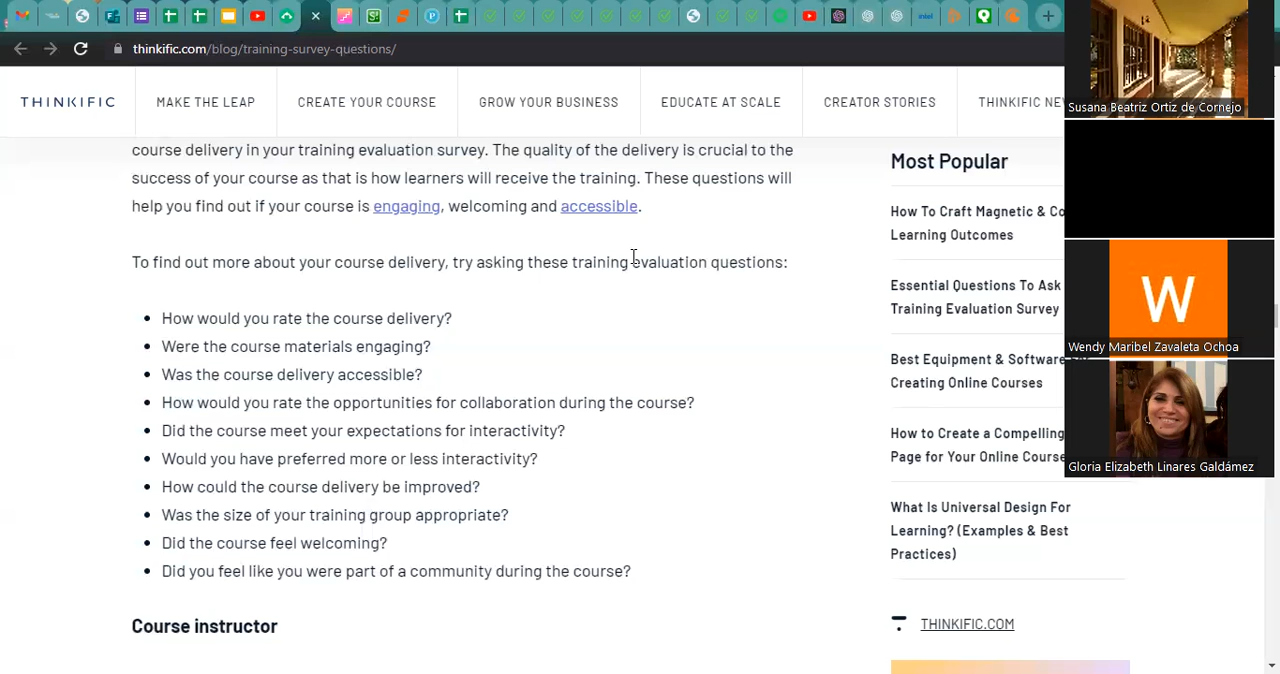 thinkific.com/blog/training-survey-questions/
THINKIFIC
MAKE THE LEAP
CREATE YOUR COURSE
GROW YOUR BUSINESS
EDUCATE AT SCALE
CREATOR STORIES
THINKIFIC NE
course delivery in your training evaluation survey. The quality of the delivery is crucial to the
success of your course as that is how learners will receive the training. These questions will
help you find out if your course is engaging, welcoming and accessible.
To find out more about your course delivery, try asking these training evaluation questions:
How would you rate the course delivery?
Were the course materials engaging?
Was the course delivery accessible?
How would you rate the opportunities for collaboration during the course?
Did the course meet your expectations for interactivity?
Would you have preferred more or less interactivity?
How could the course delivery be improved?
Was the size of your training group appropriate?
Did the course feel welcoming?
Did you feel like you were part of a community during the course?
Course instructor
Most Popular
How To Craft Magnetic & Co
Learning Outcomes
Essential Questions To Ask
Training Evaluation Survey
Best Equipment & Software For
Creating Online Courses
How to Create a Compelling
Page for Your Online Course
What Is Universal Design For
Learning? (Examples & Best
Practices)
THINKIFIC.COM
Susana Beatriz Ortiz de Cornejo
W
Wendy Maribel Zavaleta Ochoa
Gloria Elizabeth Linares Galdámez